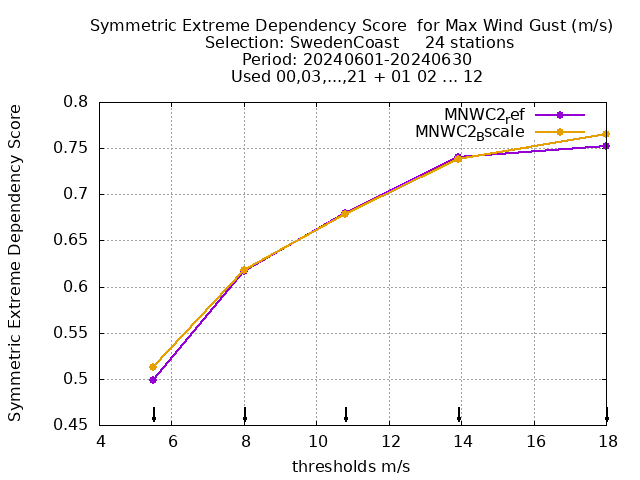 Symmetric Extreme Dependency Score  for Max Wind Gust (m/s)
Selection: SwedenCoast     24 stations
Period: 20240601-20240630
Used 00,03,...,21 + 01 02 ... 12
Symmetric Extreme Dependency Score
0.8
0.75
0.7
0.65
0.6
0.55
0.5
0.45
MNWC2ref
MNWC2Bscale
4 6 8 10 12 14 16 18
thresholds m/s